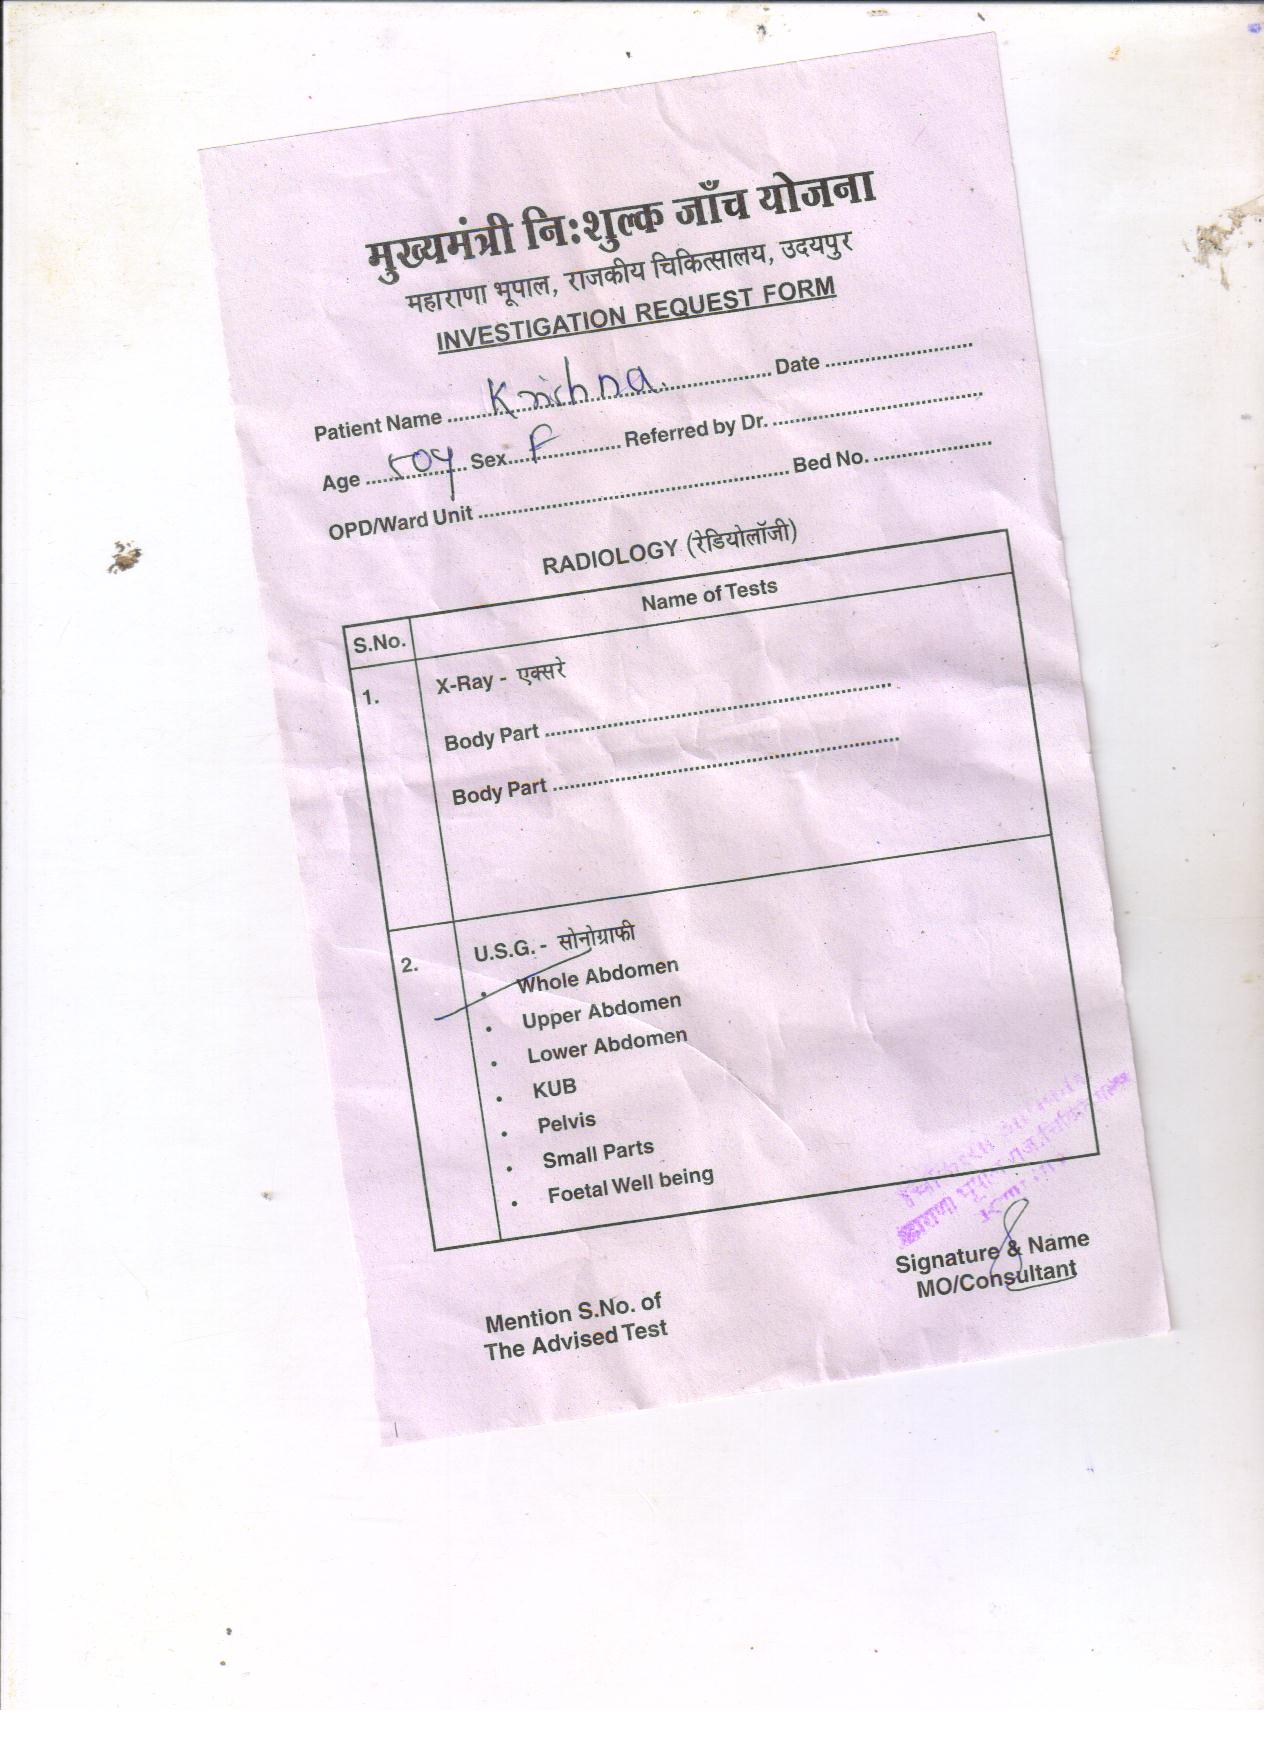 मुख्यमंत्री नि:शुल्क जाँच योजना
महाराणा भूपाल, राजकीय चिकित्सालय, उदयपुर
INVESTIGATION REQUEST FORM
Patient Name ........ Krichna. ........ Date ........
Age ........ 50y ........ Sex ........ F ........ Referred by Dr. ........
OPD/Ward Unit ........ Bed No. ........
RADIOLOGY (रेडियोलॉजी)
S.No. Name of Tests
1. X-Ray - एक्सरे
Body Part ........
Body Part ........
2. U.S.G. - सोनोग्राफी
• Whole Abdomen
• Upper Abdomen
• Lower Abdomen
• KUB
• Pelvis
• Small Parts
• Foetal Well being
महाराणा भूपाल राज. चिकित्सालय
Signature & Name
MO/Consultant
Mention S.No. of
The Advised Test